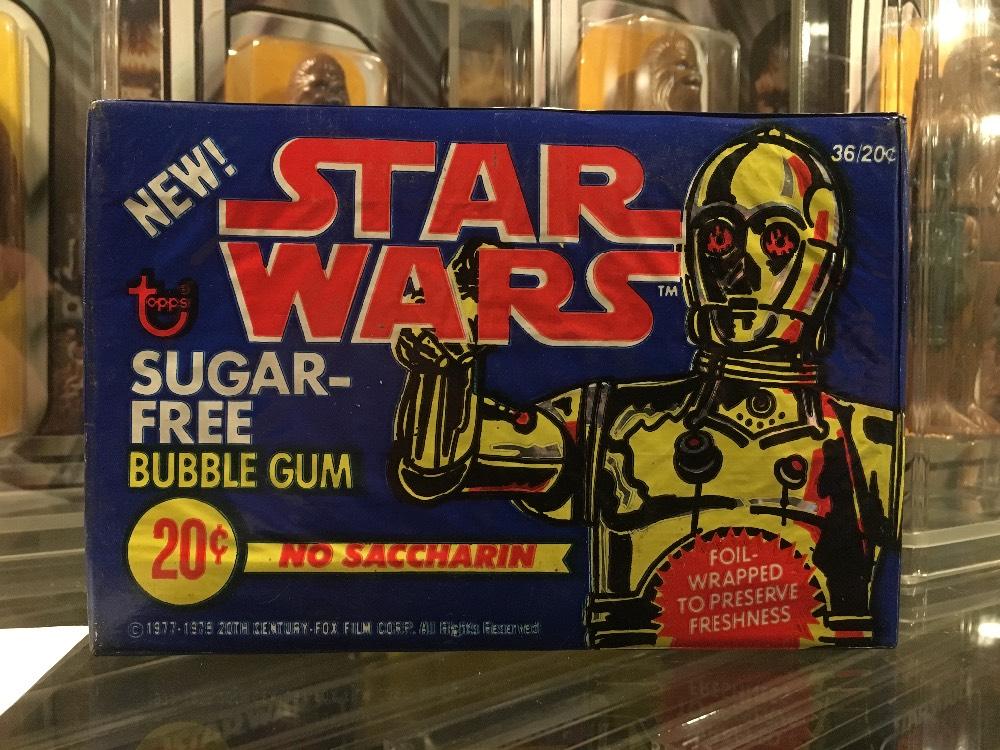 NEW!
STAR
WARS
TM
36/20¢
topps
SUGAR-
FREE
BUBBLE GUM
20¢
NO SACCHARIN
FOIL-
WRAPPED
TO PRESERVE
FRESHNESS
© 1977-1978 20TH CENTURY-FOX FILM CORP. All Rights Reserved